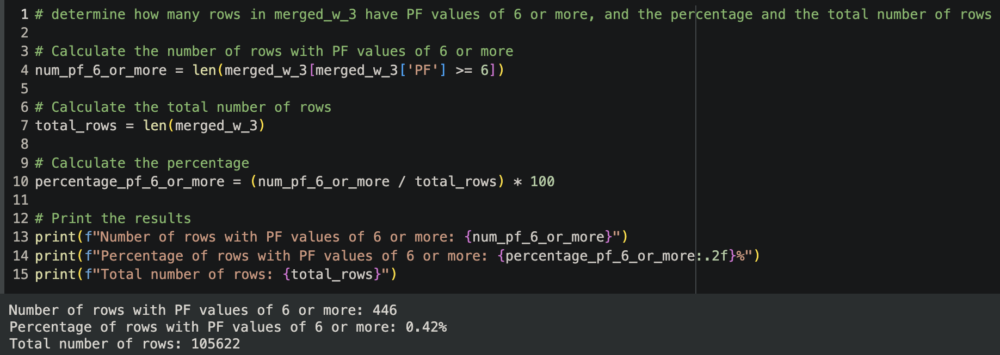 1 # determine how many rows in merged_w_3 have PF values of 6 or more, and the percentage and the total number of rows
2
3 # Calculate the number of rows with PF values of 6 or more
4 num_pf_6_or_more = len(merged_w_3[merged_w_3['PF'] >= 6])
5
6 # Calculate the total number of rows
7 total_rows = len(merged_w_3)
8
9 # Calculate the percentage
10 percentage_pf_6_or_more = (num_pf_6_or_more / total_rows) * 100
11
12 # Print the results
13 print(f"Number of rows with PF values of 6 or more: {num_pf_6_or_more}")
14 print(f"Percentage of rows with PF values of 6 or more: {percentage_pf_6_or_more:.2f}%")
15 print(f"Total number of rows: {total_rows}")
Number of rows with PF values of 6 or more: 446
Percentage of rows with PF values of 6 or more: 0.42%
Total number of rows: 105622